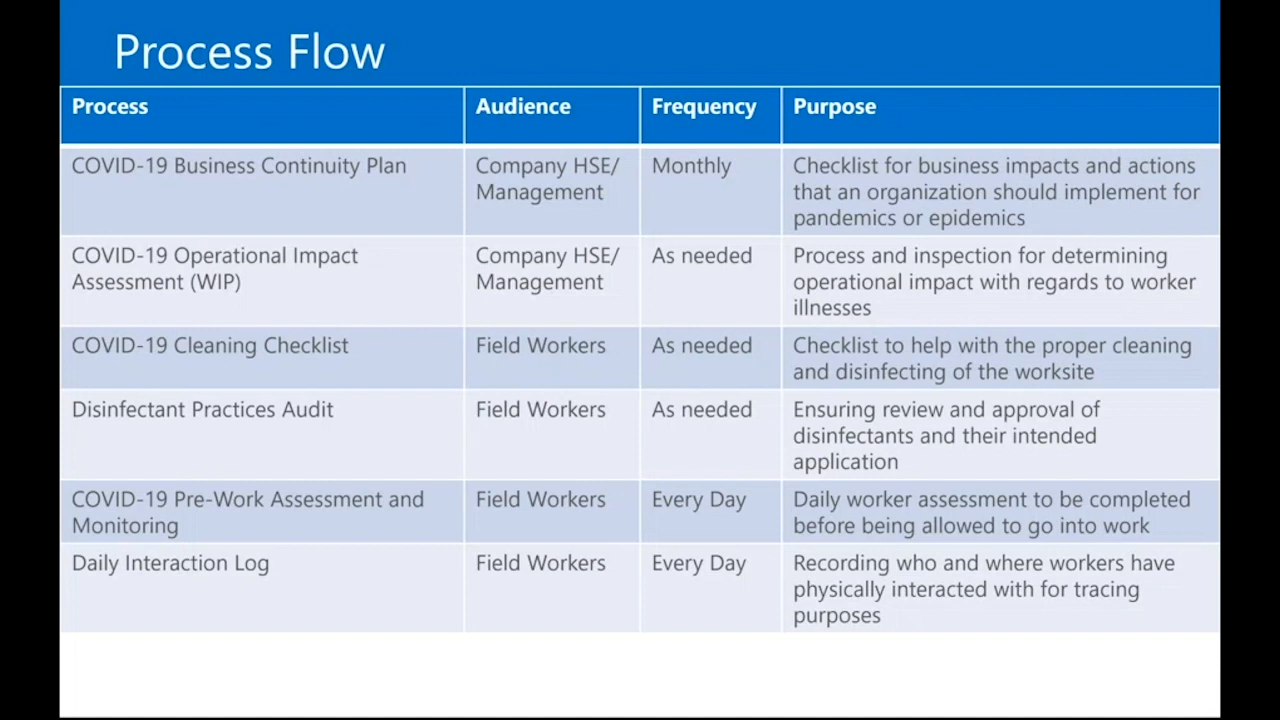 Process Flow
Process Audience Frequency Purpose
COVID-19 Business Continuity Plan Company HSE/ Monthly Checklist for business impacts and actions
Management that an organization should implement for
pandemics or epidemics
COVID-19 Operational Impact Company HSE/ As needed Process and inspection for determining
Assessment (WIP) Management operational impact with regards to worker
illnesses
COVID-19 Cleaning Checklist Field Workers As needed Checklist to help with the proper cleaning
and disinfecting of the worksite
Disinfectant Practices Audit Field Workers As needed Ensuring review and approval of
disinfectants and their intended
application
COVID-19 Pre-Work Assessment and Field Workers Every Day Daily worker assessment to be completed
Monitoring before being allowed to go into work
Daily Interaction Log Field Workers Every Day Recording who and where workers have
physically interacted with for tracing
purposes